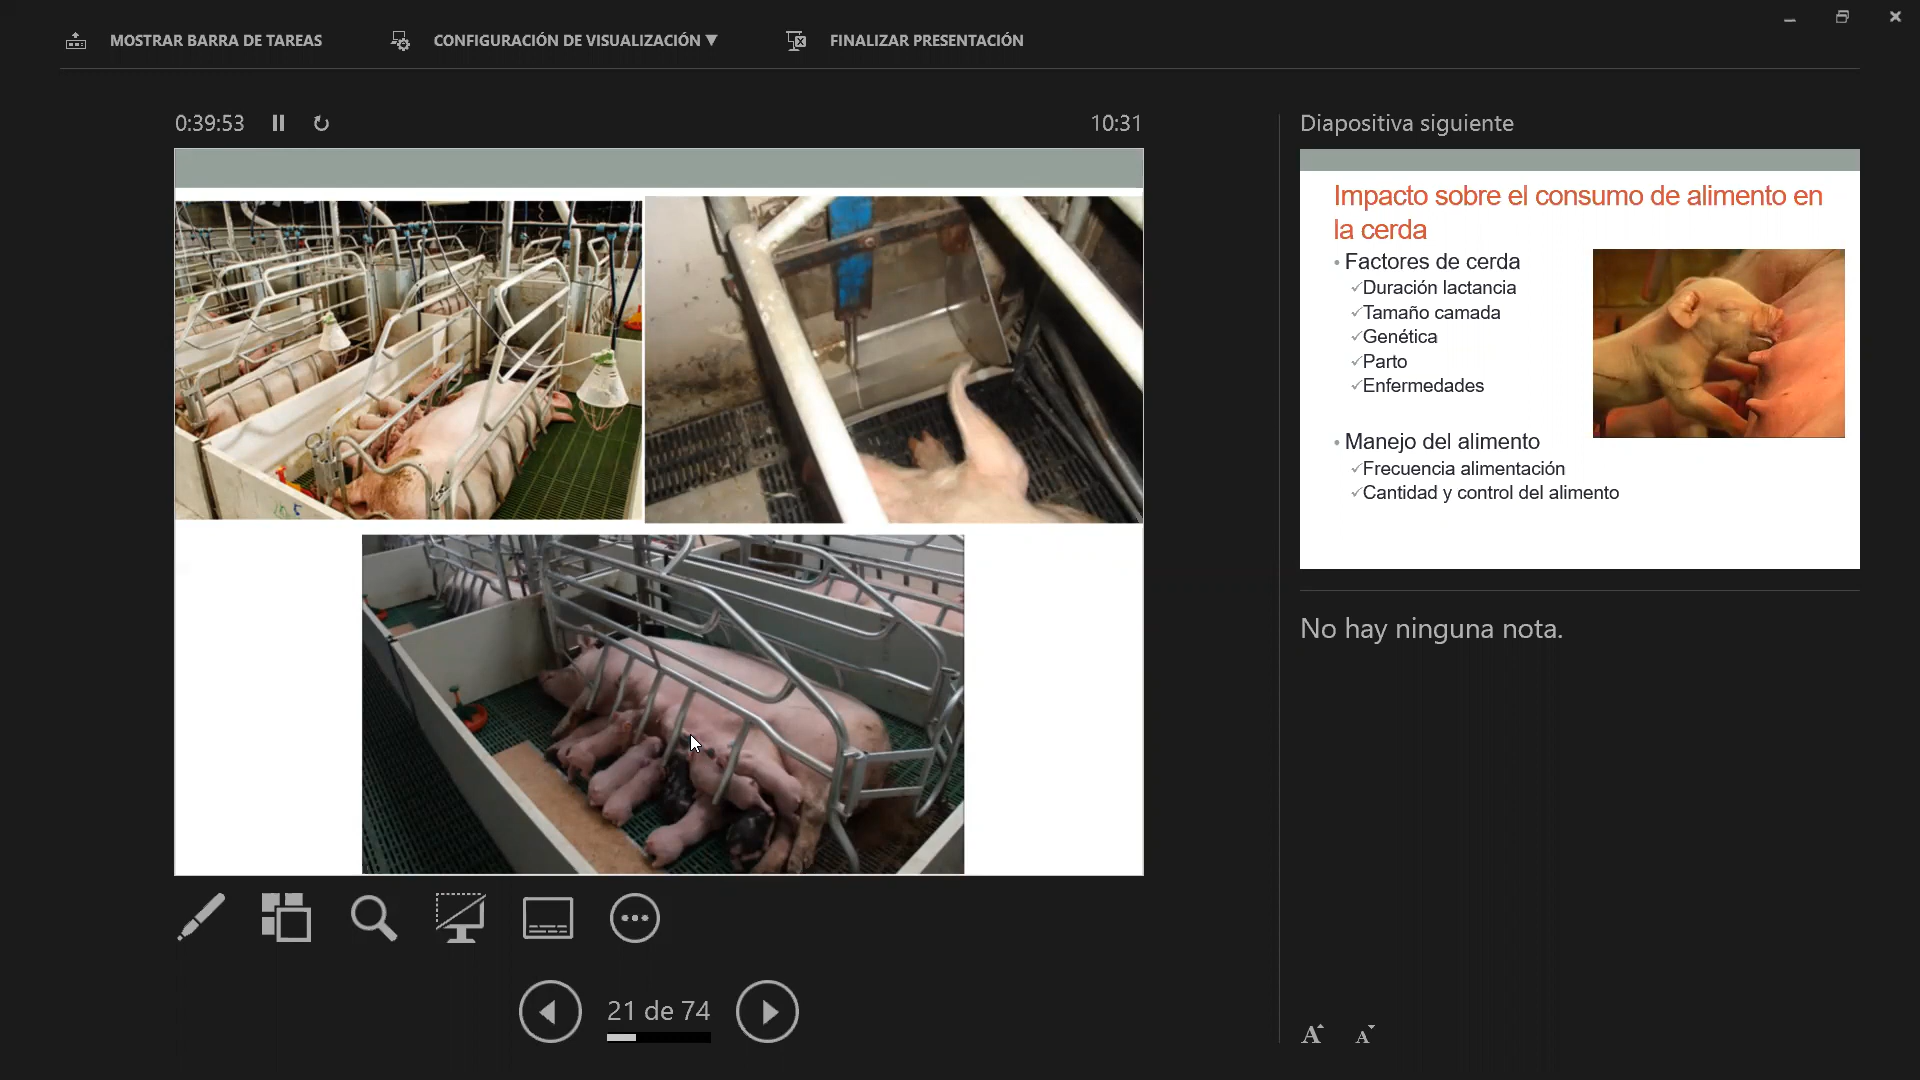 MOSTRAR BARRA DE TAREAS
CONFIGURACIÓN DE VISUALIZACIÓN ▼
FINALIZAR PRESENTACIÓN
0:39:53
10:31
Diapositiva siguiente
Impacto sobre el consumo de alimento en
la cerda
• Factores de cerda
✓Duración lactancia
✓Tamaño camada
✓Genética
✓Parto
✓Enfermedades
• Manejo del alimento
✓Frecuencia alimentación
✓Cantidad y control del alimento
No hay ninguna nota.
21 de 74
A A